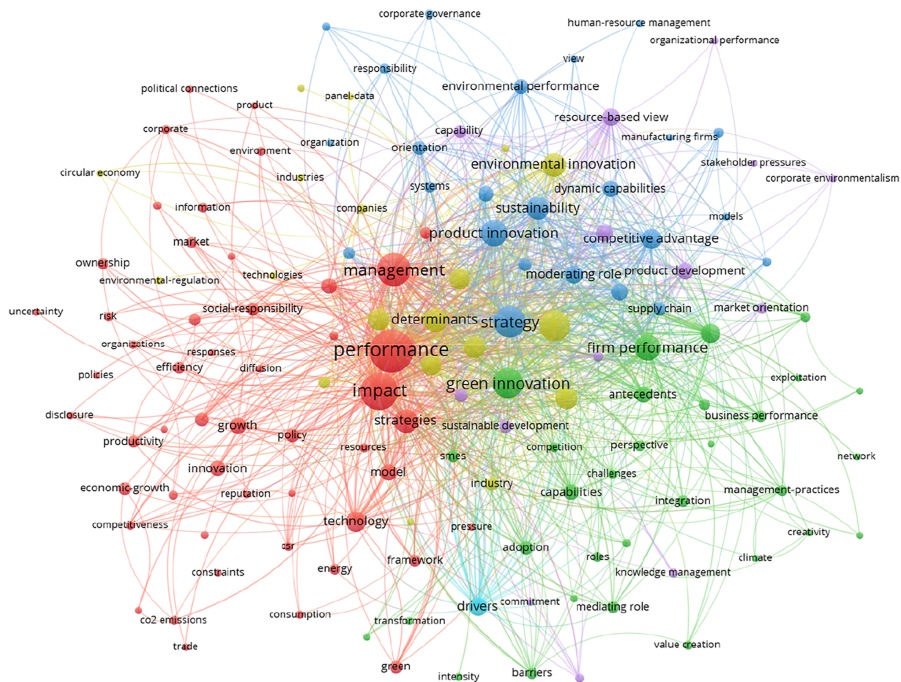 corporate governance
human-resource management
organizational performance
view
responsibility
environmental performance
political connections
panel-data
product
resource-based view
corporate
capability
manufacturing firms
environment
organization
orientation
environmental innovation
stakeholder pressures
circular economy
industries
systems
dynamic capabilities
corporate environmentalism
information
companies
sustainability
models
market
product innovation
competitive advantage
ownership
management
moderating role
product development
environmental-regulation
technologies
social-responsibility
supply chain
market orientation
uncertainty
risk
determinants
strategy
organizations
responses
performance
firm performance
policies
efficiency
diffusion
impact
green innovation
antecedents
exploitation
disclosure
growth
strategies
sustainable development
business performance
productivity
policy
resources
smes
competition
perspective
network
innovation
model
industry
challenges
economic-growth
reputation
capabilities
integration
management-practices
competitiveness
technology
pressure
creativity
csr
adoption
roles
climate
constraints
energy
framework
knowledge management
co2 emissions
consumption
transformation
drivers
commitment
mediating role
trade
value creation
green
intensity
barriers